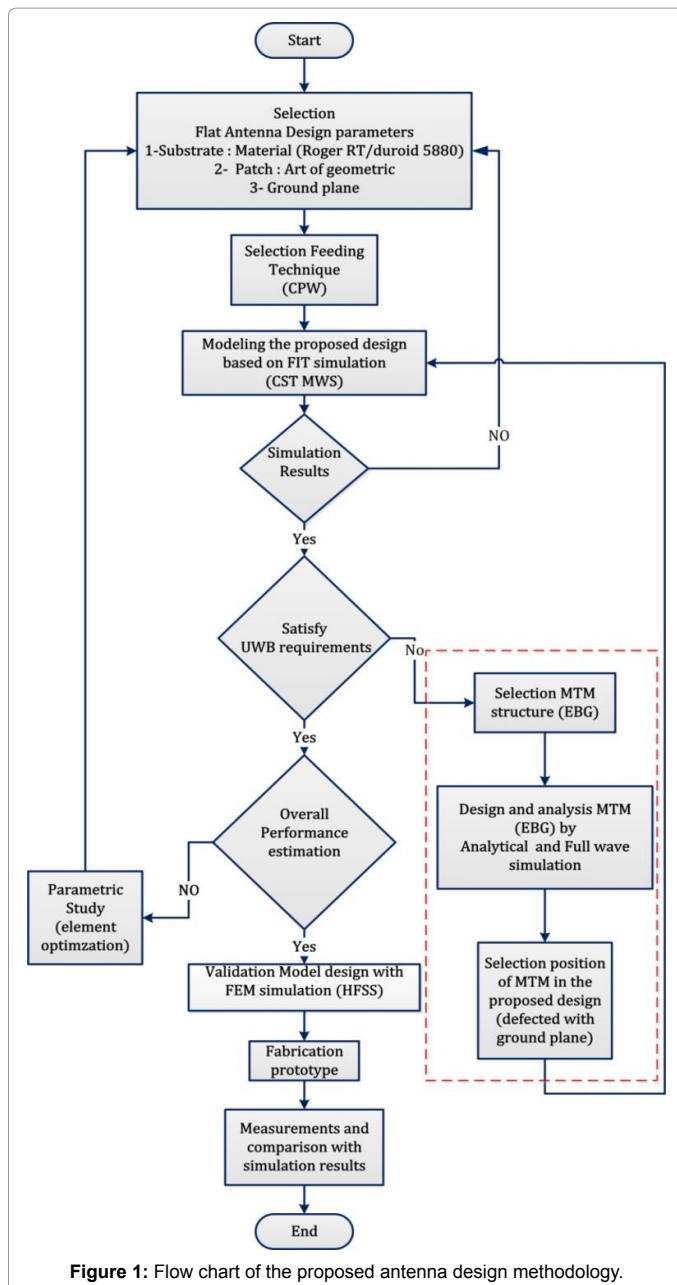 Start
Selection
Flat Antenna Design parameters
1-Substrate : Material (Roger RT/duroid 5880)
2- Patch : Art of geometric
3- Ground plane
Selection Feeding
Technique
(CPW)
Modeling the proposed design
based on FIT simulation
(CST MWS)
NO
Simulation
Results
Yes
Satisfy
UWB requirements
No
Selection MTM
structure (EBG)
Yes
Design and analysis MTM
(EBG) by
Analytical and Full wave
simulation
Overall
Performance
estimation
NO
Parametric
Study
(element
optimzation)
Yes
Selection position
of MTM in the
proposed design
(defected with
ground plane)
Validation Model design with
FEM simulation (HFSS)
Fabrication
prototype
Measurements and
comparison with
simulation results
End
Figure 1: Flow chart of the proposed antenna design methodology.